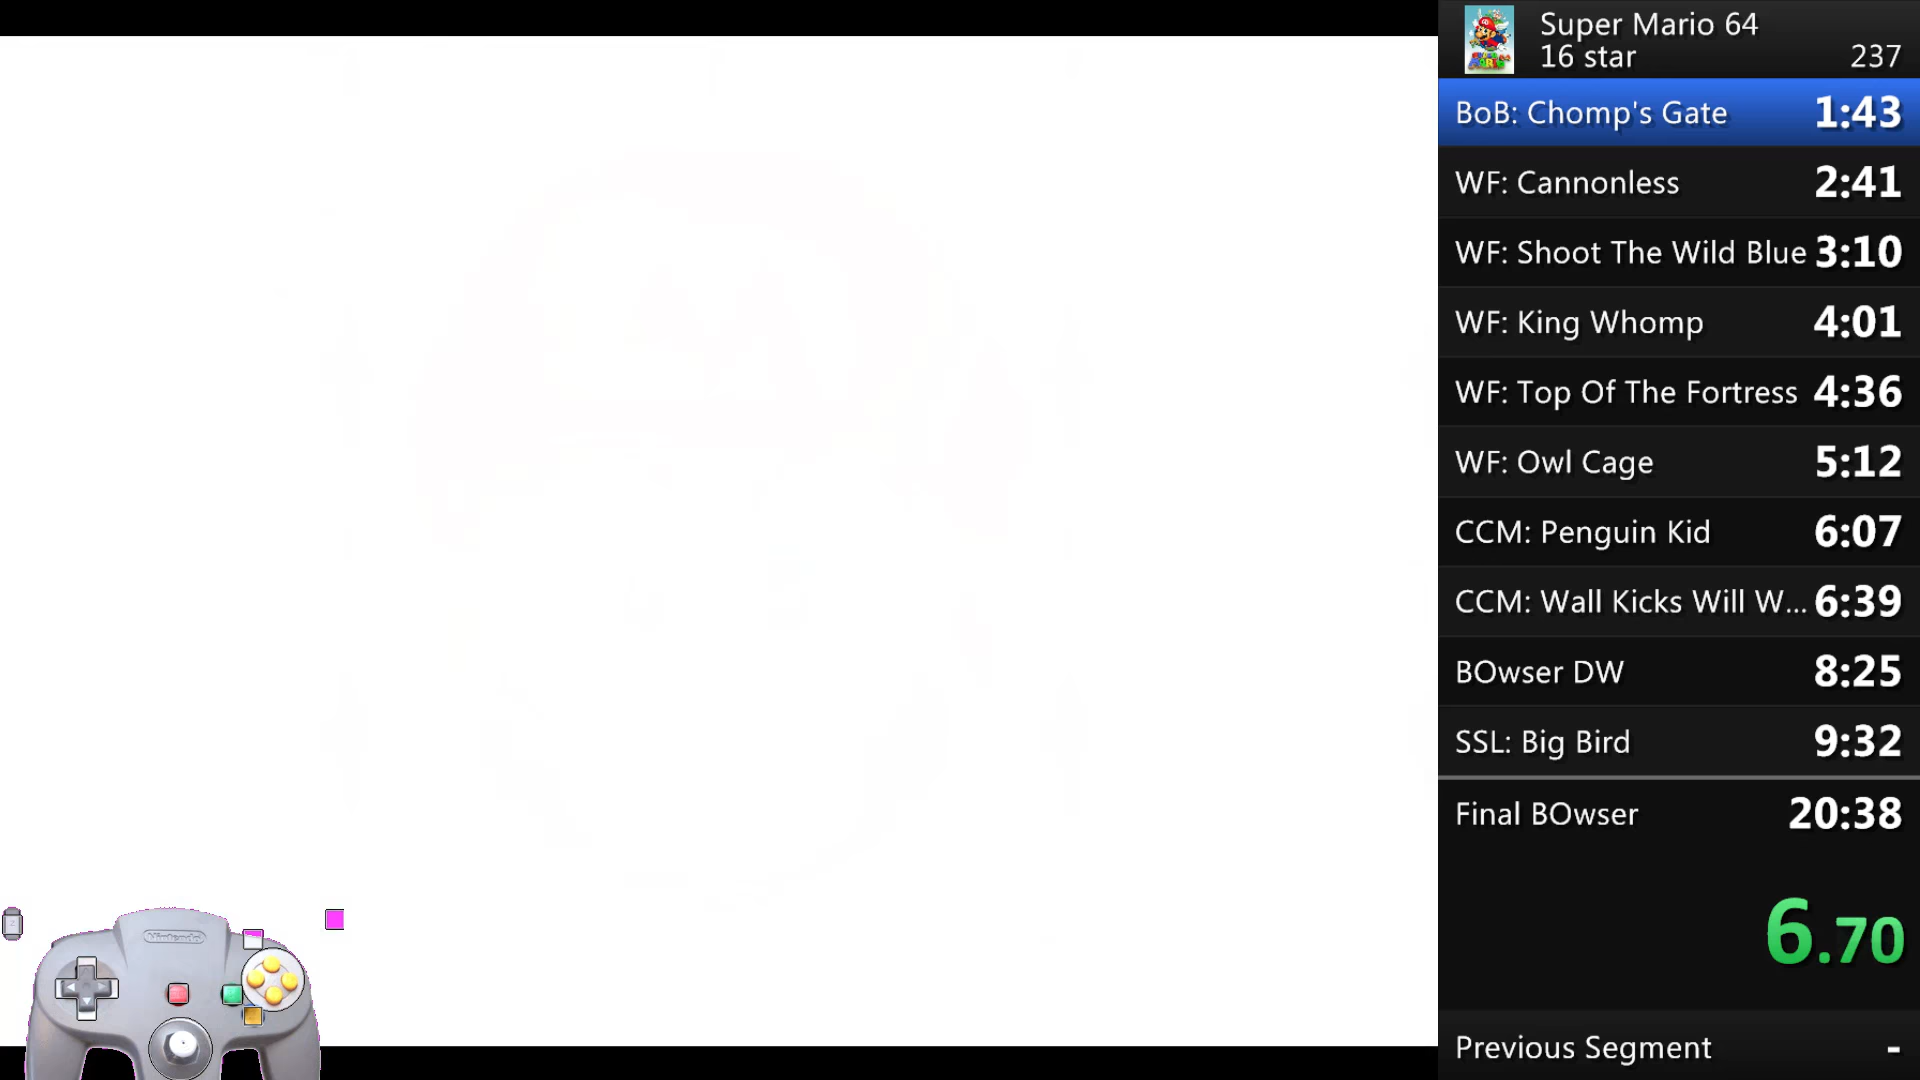 Super Mario 64
16 star 237
BoB: Chomp's Gate 1:43
WF: Cannonless 2:41
WF: Shoot The Wild Blue 3:10
WF: King Whomp 4:01
WF: Top Of The Fortress 4:36
WF: Owl Cage 5:12
CCM: Penguin Kid 6:07
CCM: Wall Kicks Will W... 6:39
BOwser DW 8:25
SSL: Big Bird 9:32
Final BOwser 20:38
6.70
Nintendo
Previous Segment -